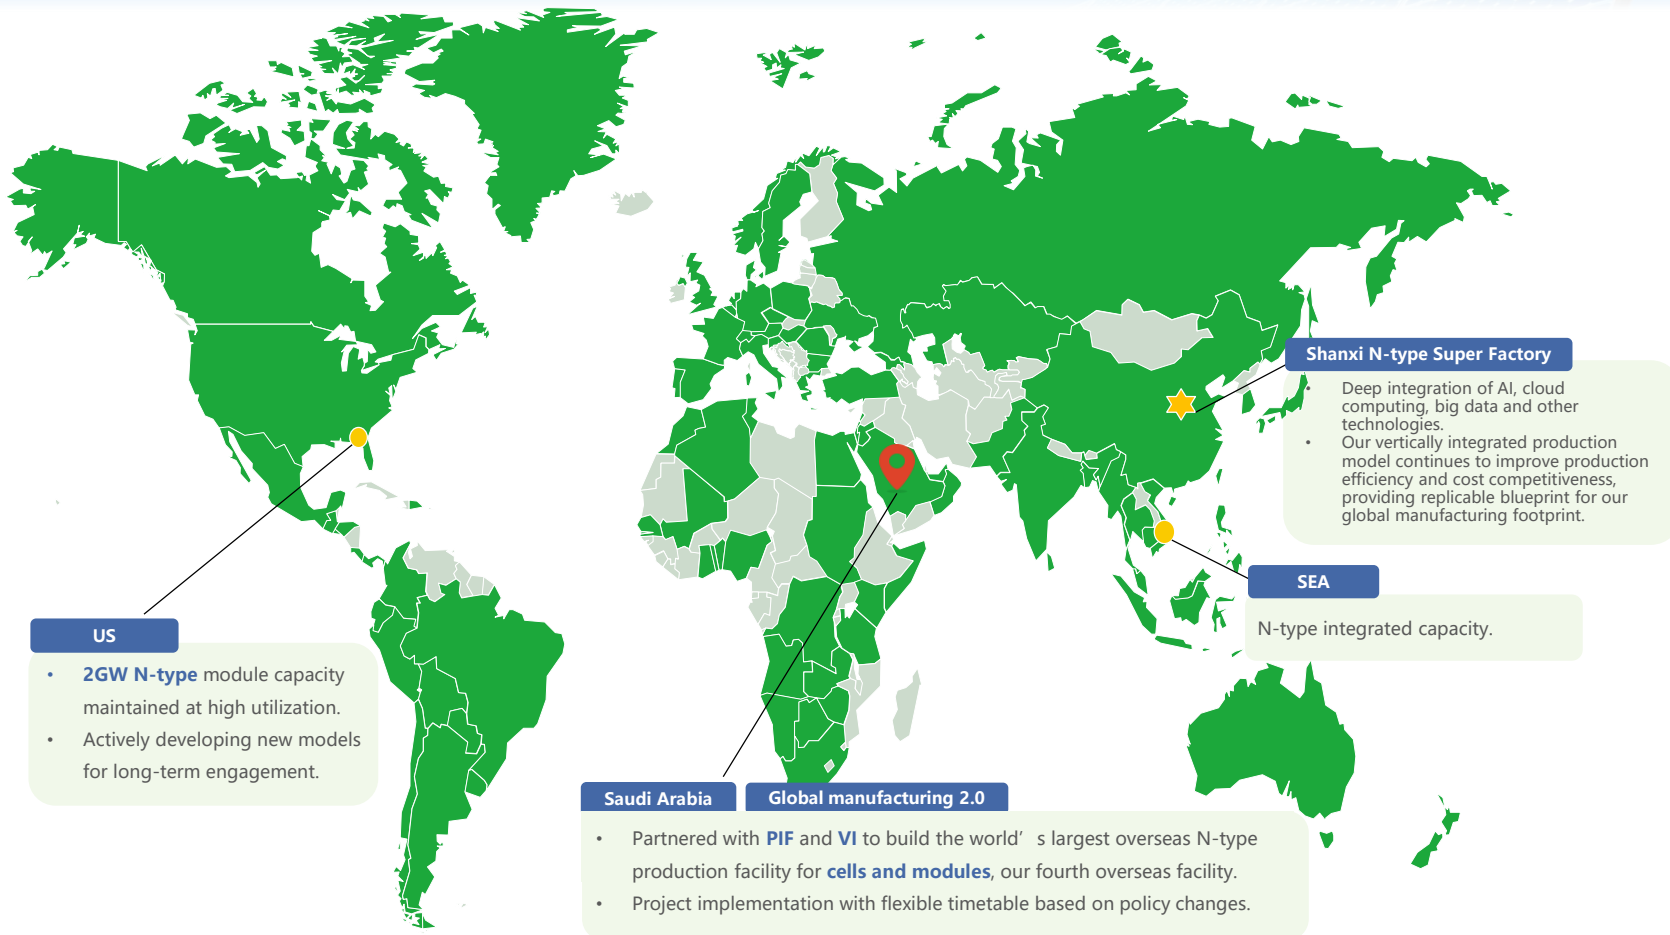 Shanxi N-type Super Factory
• Deep integration of AI, cloud
computing, big data and other
technologies.
• Our vertically integrated production
model continues to improve production
efficiency and cost competitiveness,
providing replicable blueprint for our
global manufacturing footprint.
SEA
N-type integrated capacity.
US
• 2GW N-type module capacity
maintained at high utilization.
• Actively developing new models
for long-term engagement.
Saudi Arabia
Global manufacturing 2.0
• Partnered with PIF and VI to build the world’ s largest overseas N-type
production facility for cells and modules, our fourth overseas facility.
• Project implementation with flexible timetable based on policy changes.